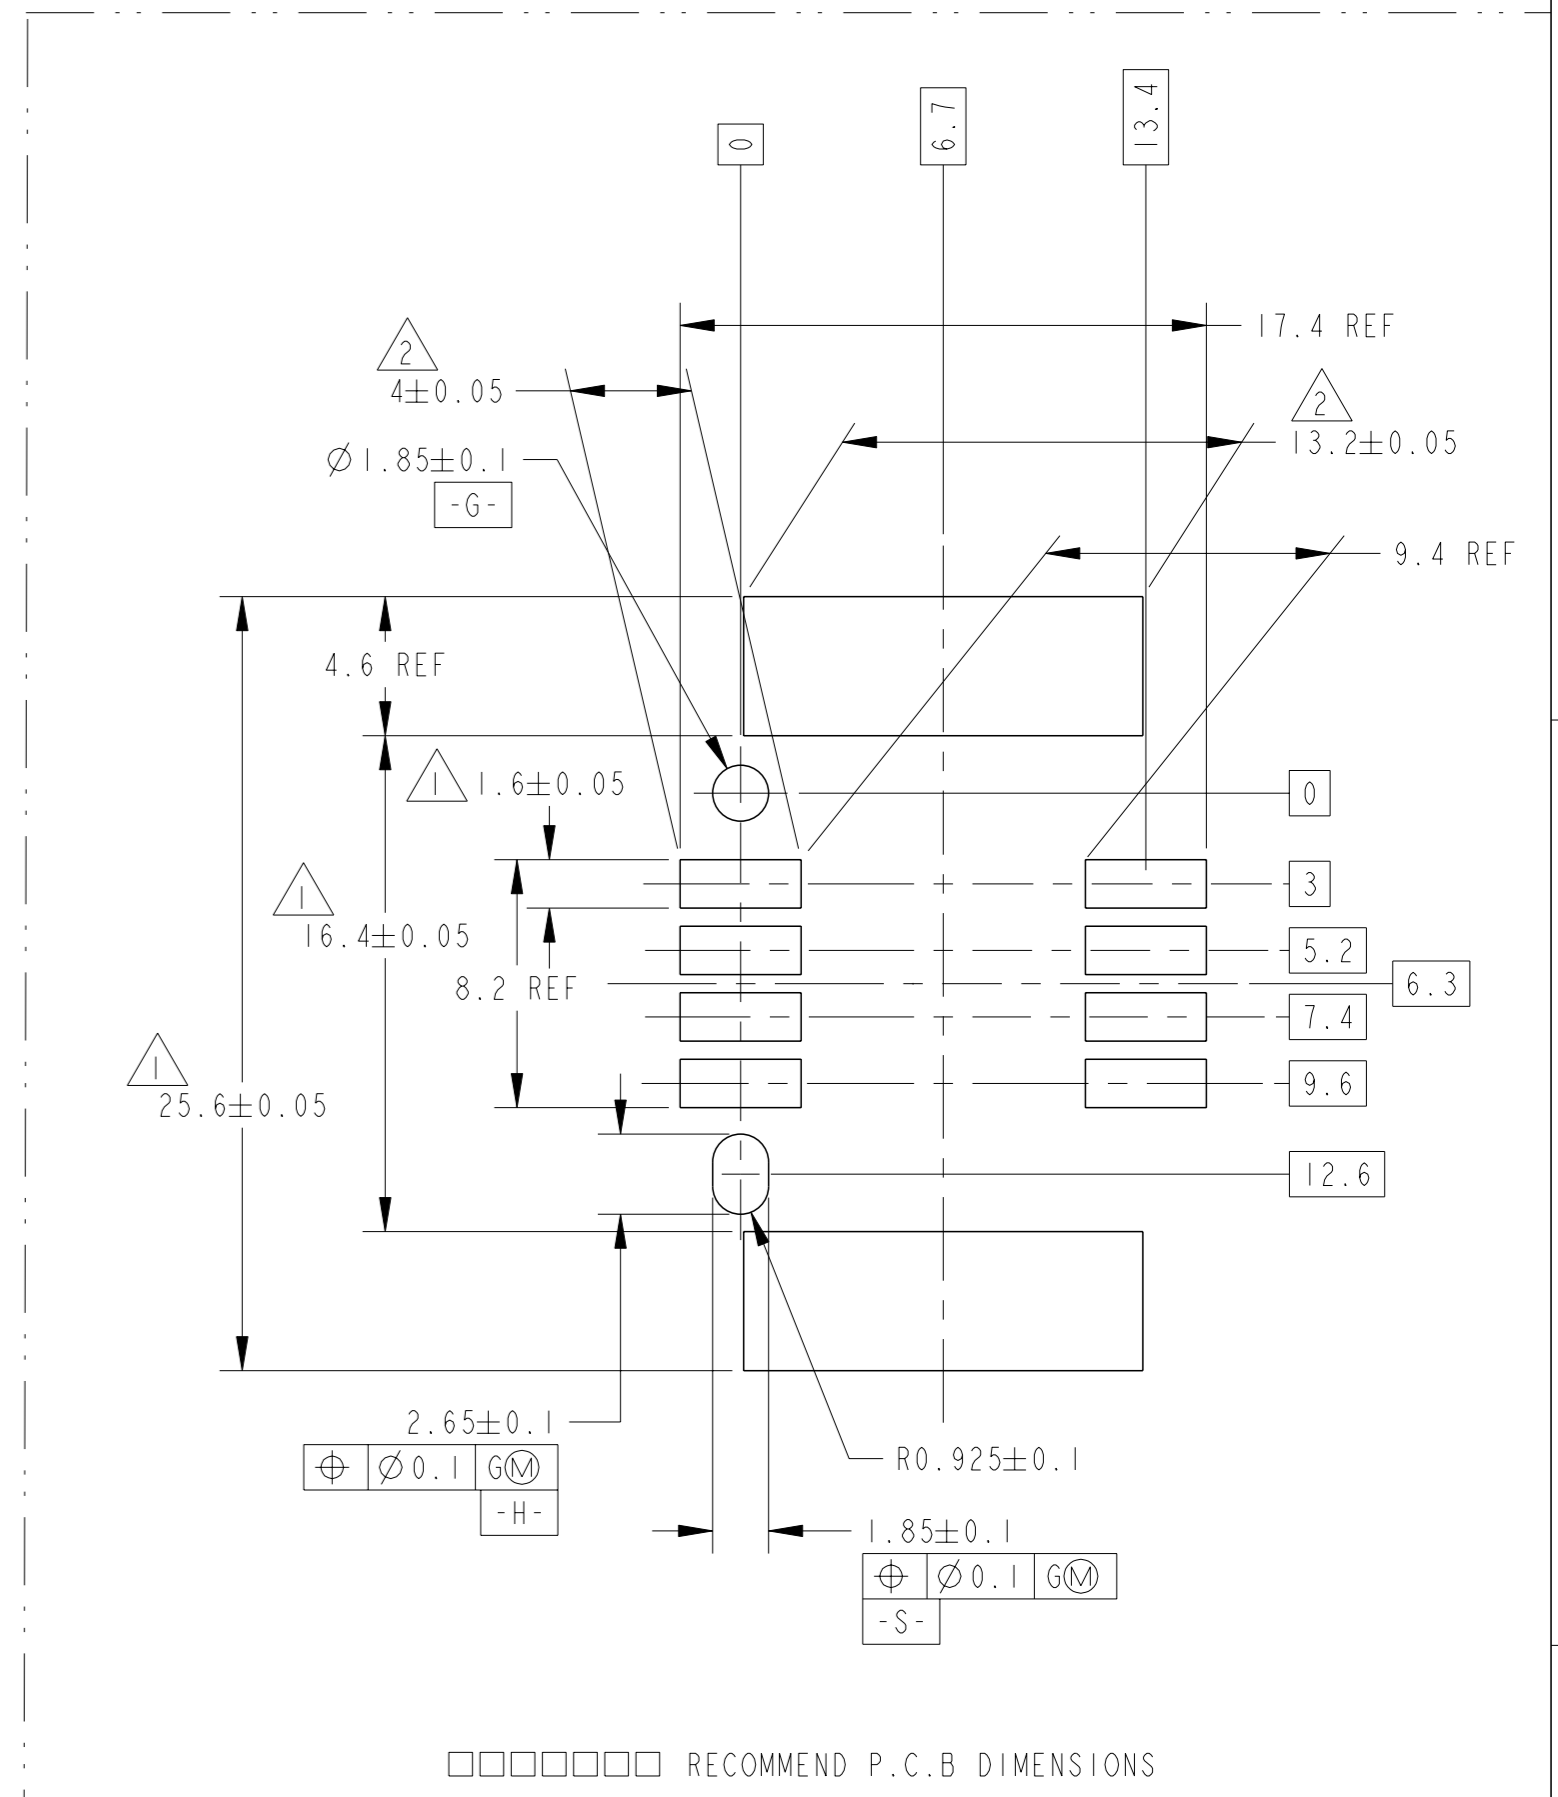 0
6.7
13.4
17.4 REF
2
4±0.05
2
13.2±0.05
Ø1.85±0.1
-G-
9.4 REF
4.6 REF
1
1.6±0.05
0
3
1
16.4±0.05
5.2
8.2 REF
6.3
7.4
1
25.6±0.05
9.6
12.6
2.65±0.1
⌖ Ø0.1 GⓂ
-H-
R0.925±0.1
1.85±0.1
⌖ Ø0.1 GⓂ
-S-
□□□□□□□ RECOMMEND P.C.B DIMENSIONS